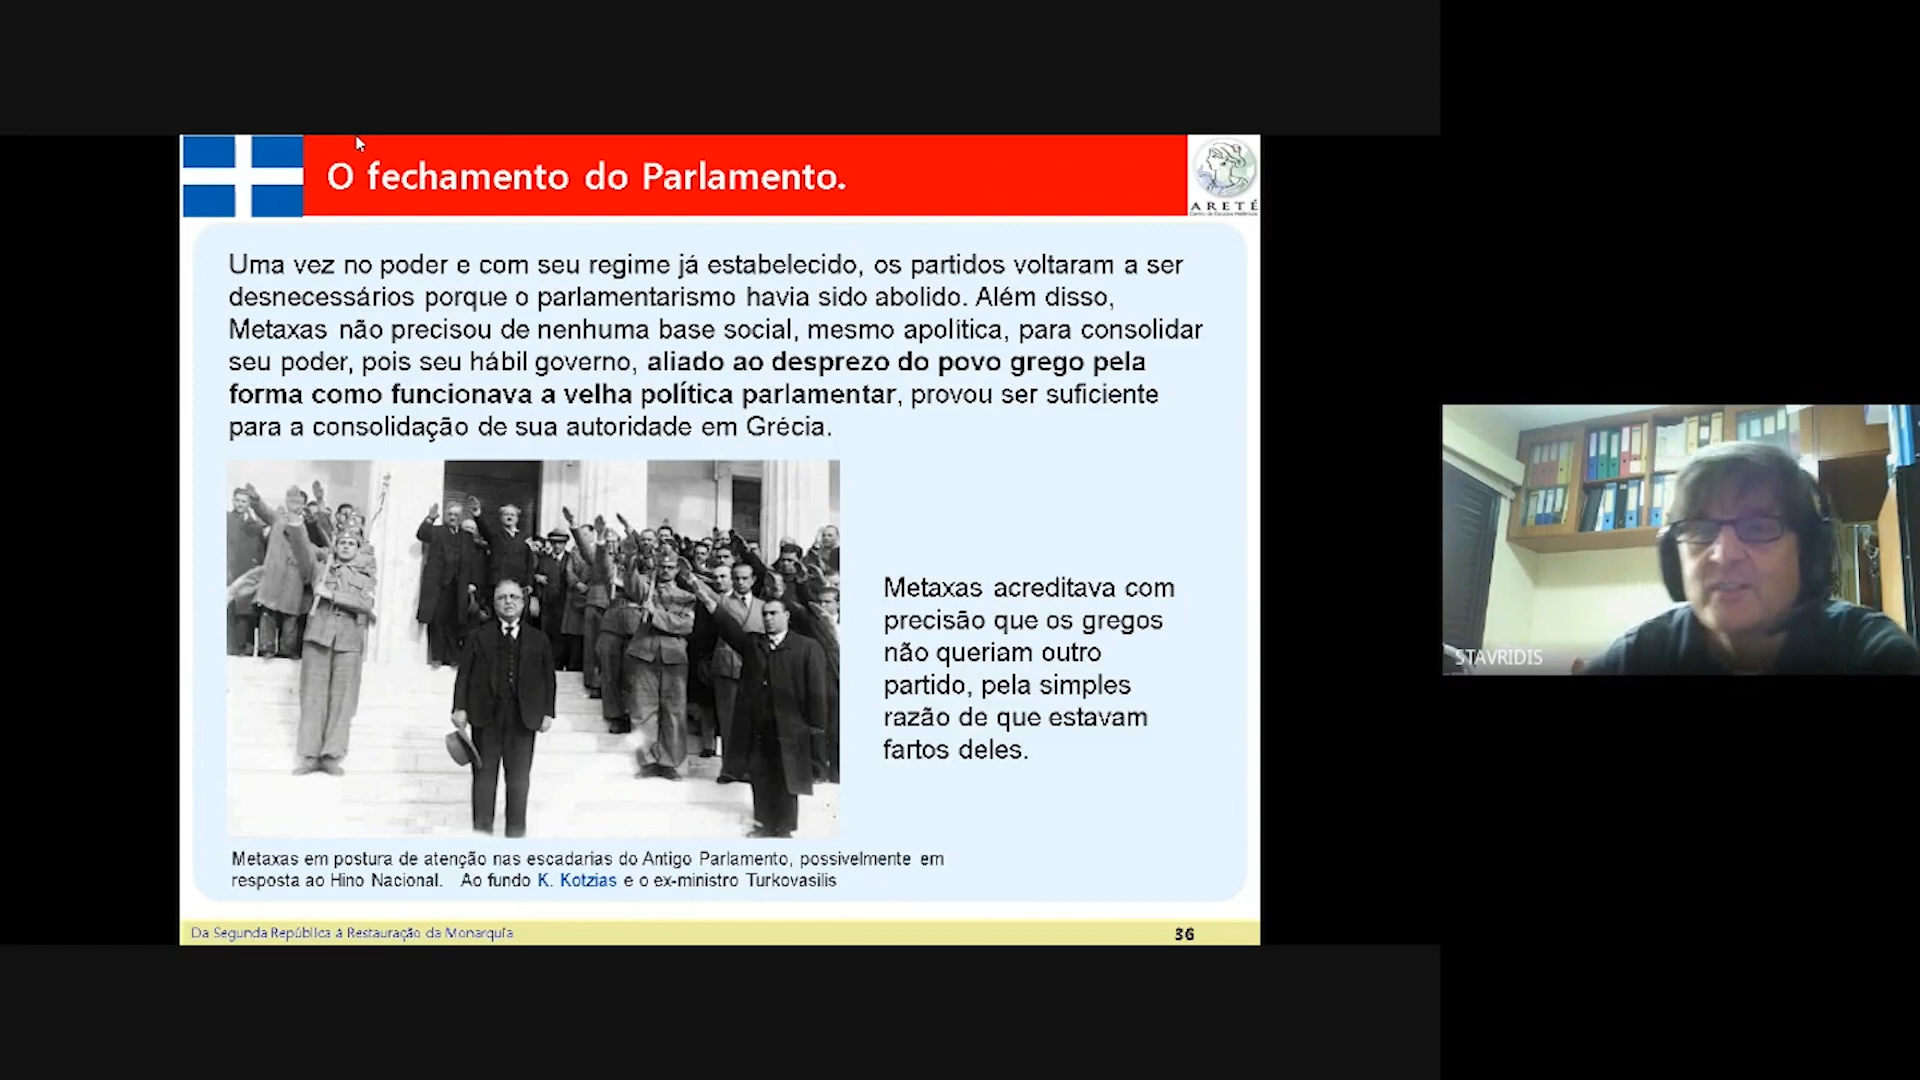 O fechamento do Parlamento.
ARETÉ
Centro de Estudos Helênicos
Uma vez no poder e com seu regime já estabelecido, os partidos voltaram a ser
desnecessários porque o parlamentarismo havia sido abolido. Além disso,
Metaxas não precisou de nenhuma base social, mesmo apolítica, para consolidar
seu poder, pois seu hábil governo, aliado ao desprezo do povo grego pela
forma como funcionava a velha política parlamentar, provou ser suficiente
para a consolidação de sua autoridade em Grécia.
Metaxas acreditava com
precisão que os gregos
não queriam outro
partido, pela simples
razão de que estavam
fartos deles.
Metaxas em postura de atenção nas escadarias do Antigo Parlamento, possivelmente em
resposta ao Hino Nacional. Ao fundo K. Kotzias e o ex-ministro Turkovasilis
Da Segunda República à Restauração da Monarquia
36
STAVRIDIS